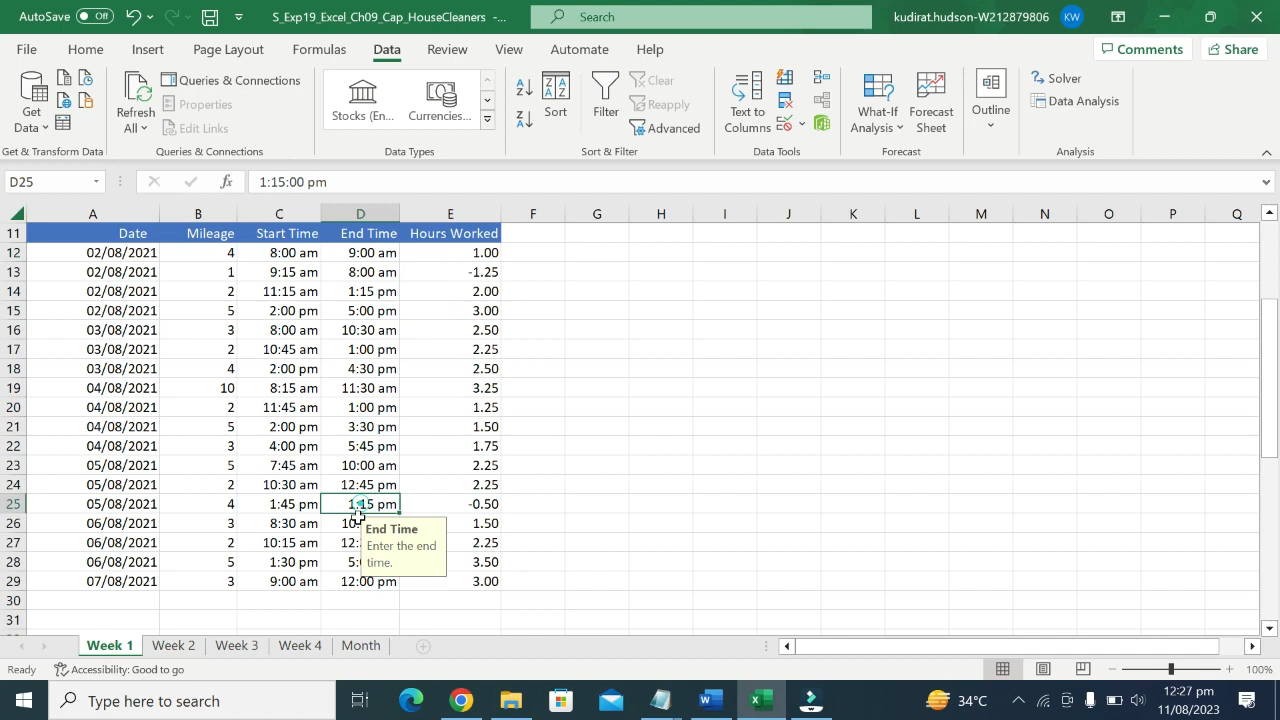 AutoSave Off S_Exp19_Excel_Ch09_Cap_HouseCleaners -... Search kudirat.hudson-W212879806 KW
File Home Insert Page Layout Formulas Data Review View Automate Help Comments Share
Get Data
Refresh All
Queries & Connections
Properties
Edit Links
Stocks (En... Currencies...
Sort
Filter
Clear
Reapply
Advanced
Text to Columns
What-If Analysis
Forecast Sheet
Outline
Solver
Data Analysis
Get & Transform Data Queries & Connections Data Types Sort & Filter Data Tools Forecast Analysis
D25 fx 1:15:00 pm
A B C D E F G H I J K L M N O P Q
11 Date Mileage Start Time End Time Hours Worked
12 02/08/2021 4 8:00 am 9:00 am 1.00
13 02/08/2021 1 9:15 am 8:00 am -1.25
14 02/08/2021 2 11:15 am 1:15 pm 2.00
15 02/08/2021 5 2:00 pm 5:00 pm 3.00
16 03/08/2021 3 8:00 am 10:30 am 2.50
17 03/08/2021 2 10:45 am 1:00 pm 2.25
18 03/08/2021 4 2:00 pm 4:30 pm 2.50
19 04/08/2021 10 8:15 am 11:30 am 3.25
20 04/08/2021 2 11:45 am 1:00 pm 1.25
21 04/08/2021 5 2:00 pm 3:30 pm 1.50
22 04/08/2021 3 4:00 pm 5:45 pm 1.75
23 05/08/2021 5 7:45 am 10:00 am 2.25
24 05/08/2021 2 10:30 am 12:45 pm 2.25
25 05/08/2021 4 1:45 pm 1:15 pm -0.50
26 06/08/2021 3 8:30 am 10: 1.50
27 06/08/2021 2 10:15 am 12: 2.25
28 06/08/2021 5 1:30 pm 5: 3.50
29 07/08/2021 3 9:00 am 12:00 pm 3.00
30
31
End Time
Enter the end
time.
Week 1 Week 2 Week 3 Week 4 Month
Ready Accessibility: Good to go 100%
Type here to search 34°C 12:27 pm
11/08/2023